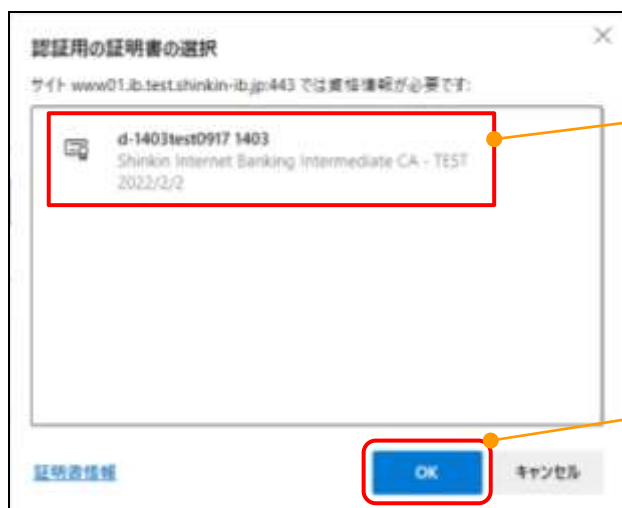 認証用の証明書の選択
サイト www01.ib.test.shinkin-ib.jp:443 では資格情報が必要です:
d-1403test0917 1403
Shinkin Internet Banking Intermediate CA - TEST
2022/2/2
証明書情報
OK
キャンセル